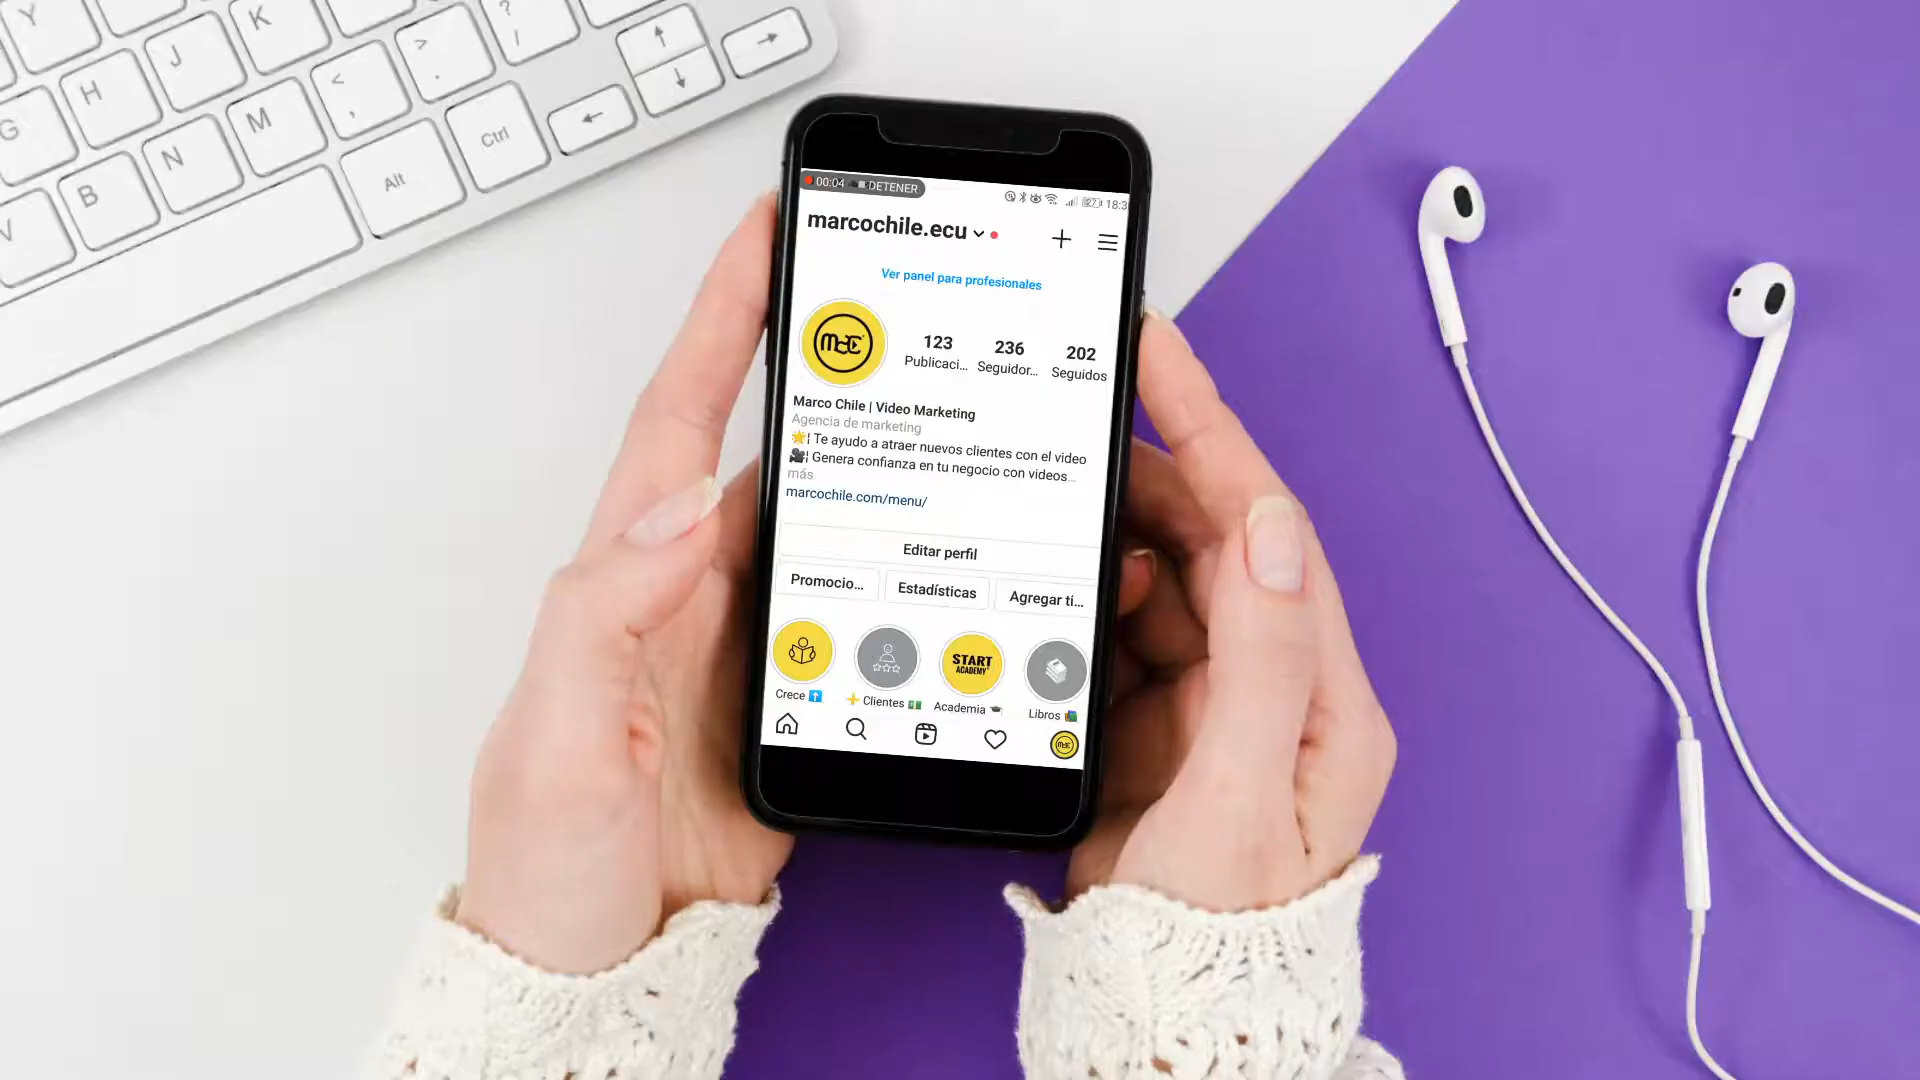 Y
K
?
/
J
>
.
H
<
,
G
M
Ctrl
N
Alt
B
V
00:04 DETENER
27 18:3
marcochile.ecu
Ver panel para profesionales
MdC
123 236 202
Publicaci... Seguidor... Seguidos
Marco Chile | Video Marketing
Agencia de marketing
¦ Te ayudo a atraer nuevos clientes con el video
¦ Genera confianza en tu negocio con videos...
más
marcochile.com/menu/
Editar perfil
Promocio... Estadísticas Agregar ti...
START
ACADEMY
Crece Clientes Academia Libros